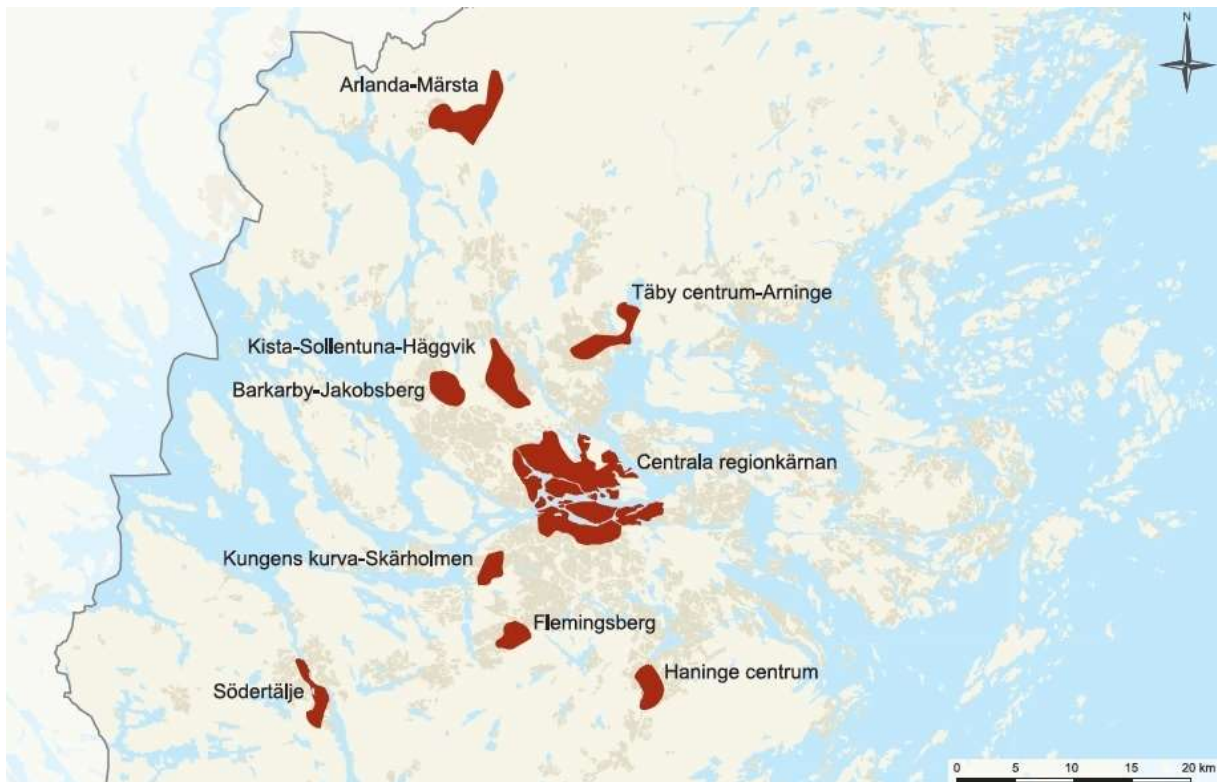 N
Arlanda-Märsta
Täby centrum-Arninge
Kista-Sollentuna-Häggvik
Barkarby-Jakobsberg
Centrala regionkärnan
Kungens kurva-Skärholmen
Flemingsberg
Haninge centrum
Södertälje
0 5 10 15 20 km